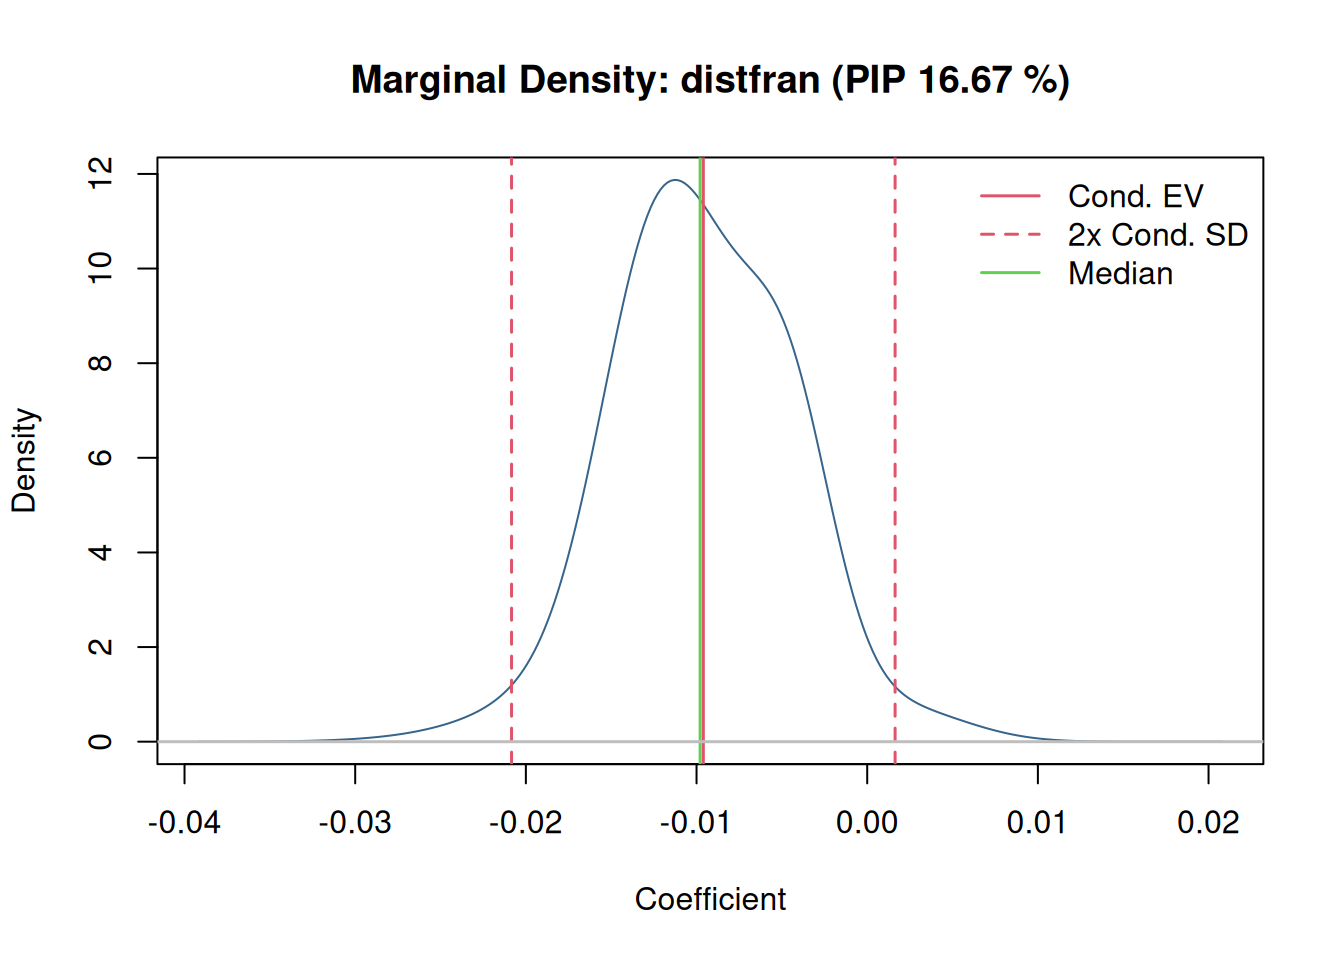 Marginal Density: distfran (PIP 16.67 %)
Cond. EV
2x Cond. SD
Median
Density
12
10
8
6
4
2
0
-0.04 -0.03 -0.02 -0.01 0.00 0.01 0.02
Coefficient